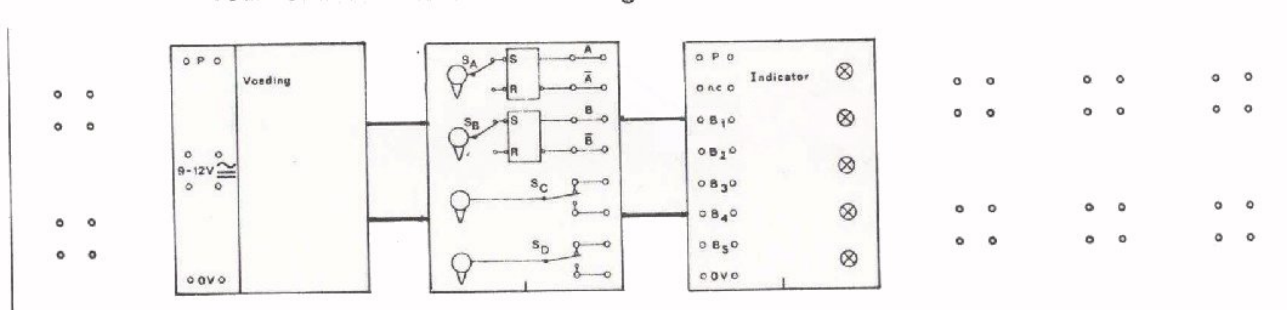 P
Voeding
9-12V
0V
SA
S
A
R
A̅
SB
S
B
R
B̅
SC
SD
P
Indicator
n.c
B1
B2
B3
B4
B5
0V